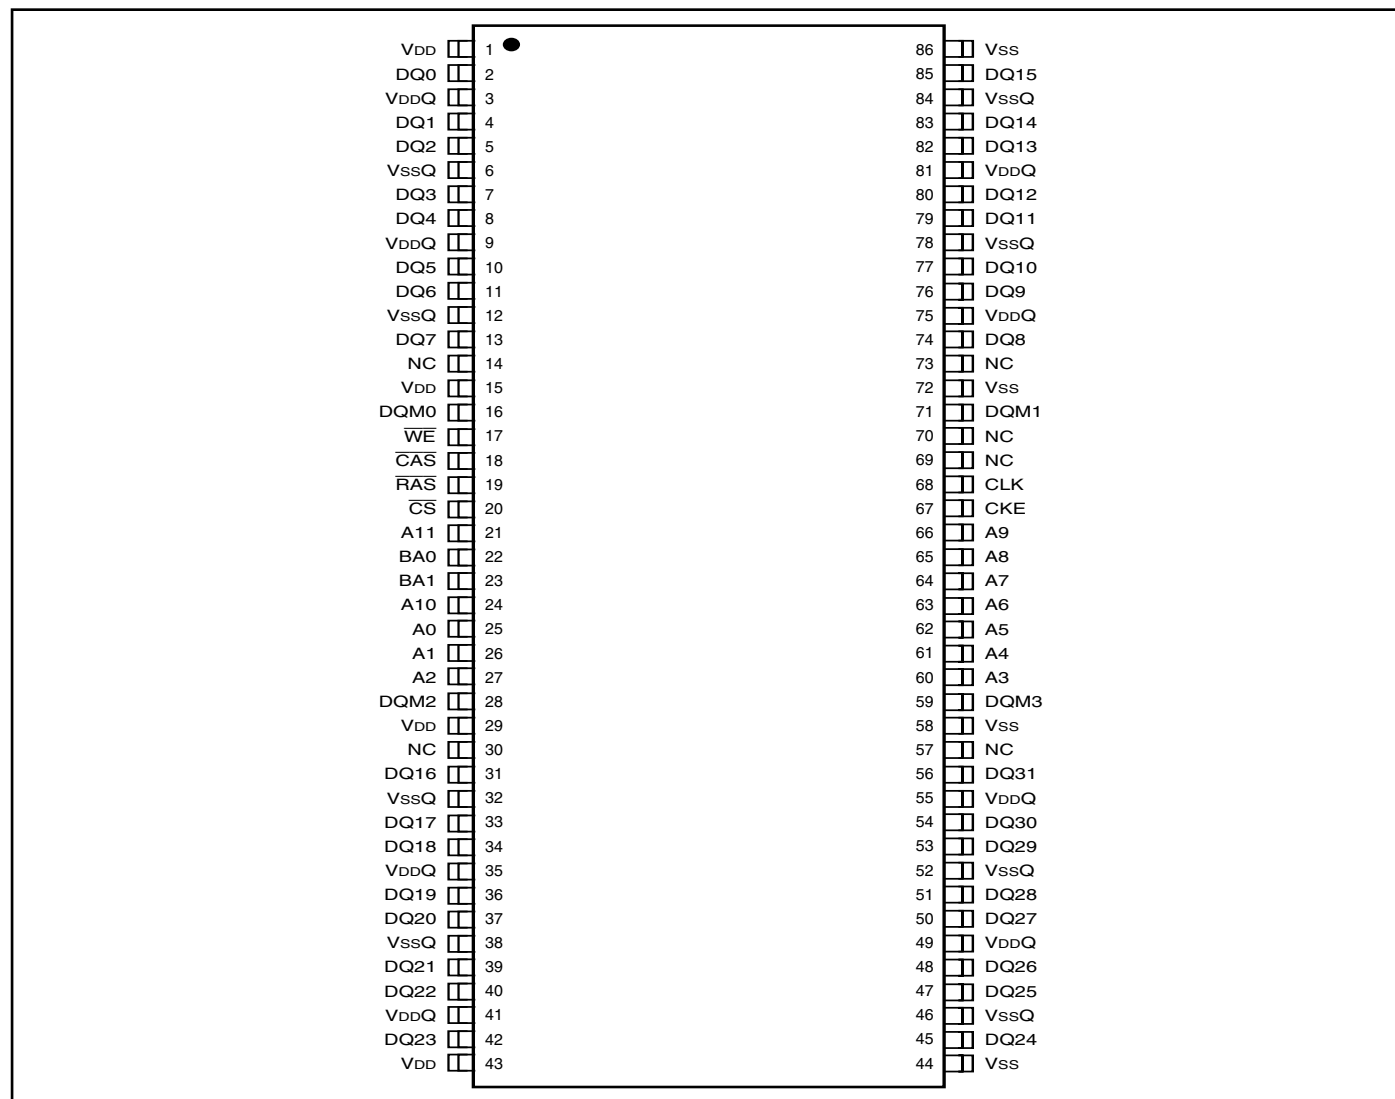 VDD 1 86 VSS
DQ0 2 85 DQ15
VDDQ 3 84 VSSQ
DQ1 4 83 DQ14
DQ2 5 82 DQ13
VSSQ 6 81 VDDQ
DQ3 7 80 DQ12
DQ4 8 79 DQ11
VDDQ 9 78 VSSQ
DQ5 10 77 DQ10
DQ6 11 76 DQ9
VSSQ 12 75 VDDQ
DQ7 13 74 DQ8
NC 14 73 NC
VDD 15 72 VSS
DQM0 16 71 DQM1
W̅E̅ 17 70 NC
C̅A̅S̅ 18 69 NC
R̅A̅S̅ 19 68 CLK
C̅S̅ 20 67 CKE
A11 21 66 A9
BA0 22 65 A8
BA1 23 64 A7
A10 24 63 A6
A0 25 62 A5
A1 26 61 A4
A2 27 60 A3
DQM2 28 59 DQM3
VDD 29 58 VSS
NC 30 57 NC
DQ16 31 56 DQ31
VSSQ 32 55 VDDQ
DQ17 33 54 DQ30
DQ18 34 53 DQ29
VDDQ 35 52 VSSQ
DQ19 36 51 DQ28
DQ20 37 50 DQ27
VSSQ 38 49 VDDQ
DQ21 39 48 DQ26
DQ22 40 47 DQ25
VDDQ 41 46 VSSQ
DQ23 42 45 DQ24
VDD 43 44 VSS